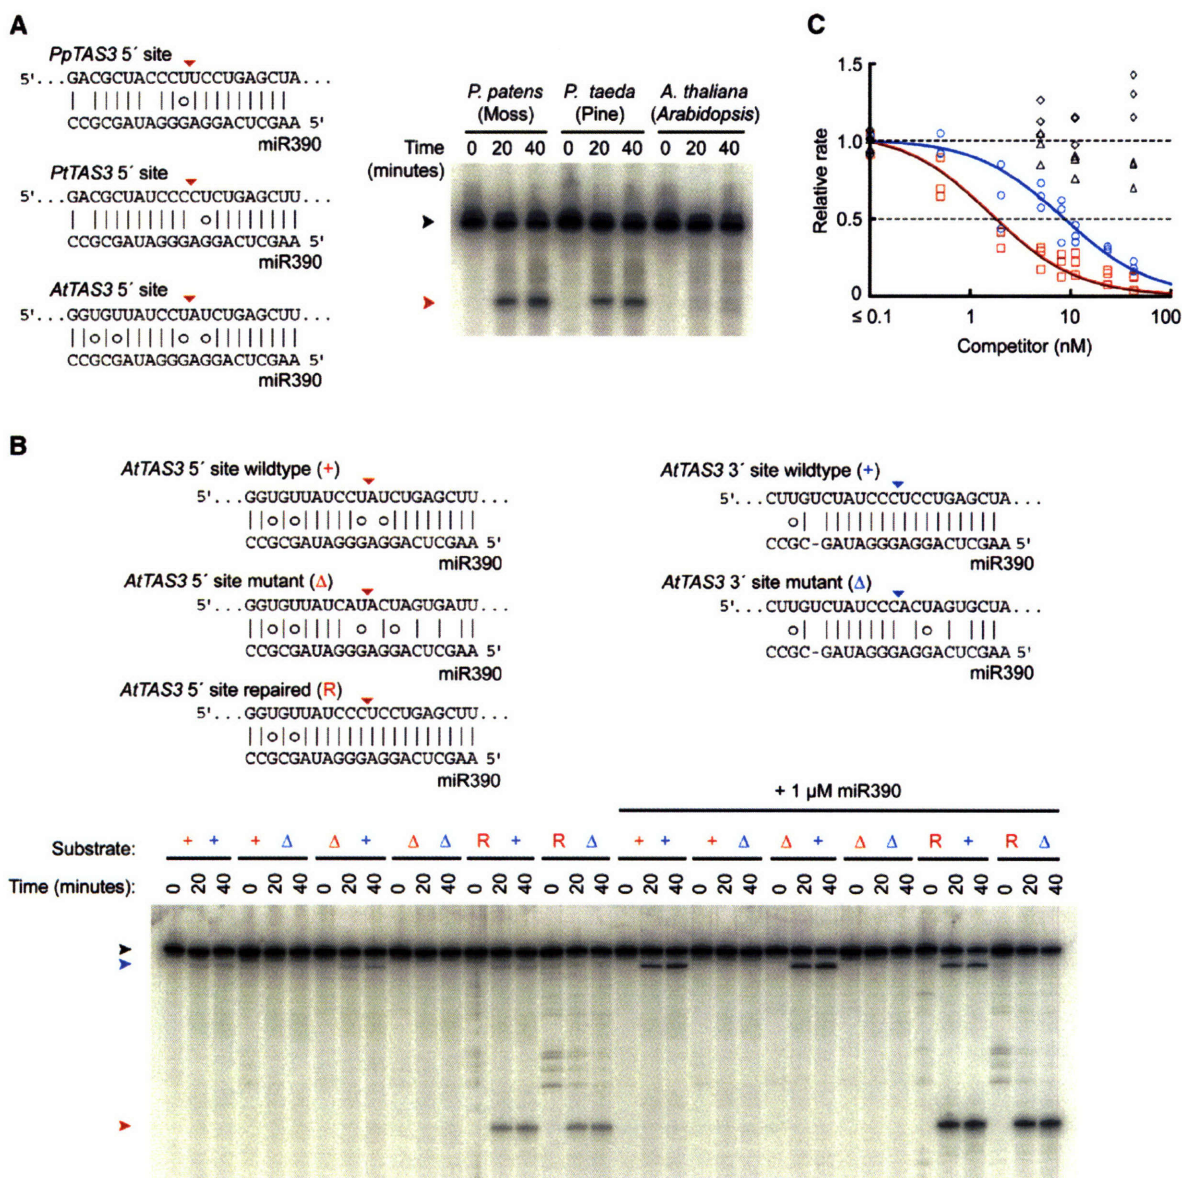 A
PpTAS3 5´ site
5'...GACGCUACCCUUCCUGAGCUA...
CCGCGAUAGGGAGGACUCGAA 5'
miR390
PtTAS3 5´ site
5'...GACGCUAUCCCCUCUGAGCUU...
CCGCGAUAGGGAGGACUCGAA 5'
miR390
AtTAS3 5´ site
5'...GGUGUUAUCCUAUCUGAGCUU...
CCGCGAUAGGGAGGACUCGAA 5'
miR390
P. patens (Moss)
P. taeda (Pine)
A. thaliana (Arabidopsis)
Time (minutes)
0 20 40 0 20 40 0 20 40
C
Relative rate
1.5
1.0
0.5
0
≤ 0.1 1 10 100
Competitor (nM)
B
AtTAS3 5´ site wildtype (+)
5'...GGUGUUAUCCUAUCUGAGCUU...
CCGCGAUAGGGAGGACUCGAA 5'
miR390
AtTAS3 5´ site mutant (Δ)
5'...GGUGUUAUCAUACUAGUGAUU...
CCGCGAUAGGGAGGACUCGAA 5'
miR390
AtTAS3 5´ site repaired (R)
5'...GGUGUUAUCCCUCCUGAGCUU...
CCGCGAUAGGGAGGACUCGAA 5'
miR390
AtTAS3 3´ site wildtype (+)
5'...CUUGUCUAUCCCUCCUGAGCUA...
CCGC-GAUAGGGAGGACUCGAA 5'
miR390
AtTAS3 3´ site mutant (Δ)
5'...CUUGUCUAUCCCACUAGUGCUA...
CCGC-GAUAGGGAGGACUCGAA 5'
miR390
+ 1 µM miR390
Substrate: + + + Δ Δ + Δ Δ R + R Δ + + + Δ Δ + Δ Δ R + R Δ
Time (minutes): 0 20 40 0 20 40 0 20 40 0 20 40 0 20 40 0 20 40 0 20 40 0 20 40 0 20 40 0 20 40 0 20 40 0 20 40